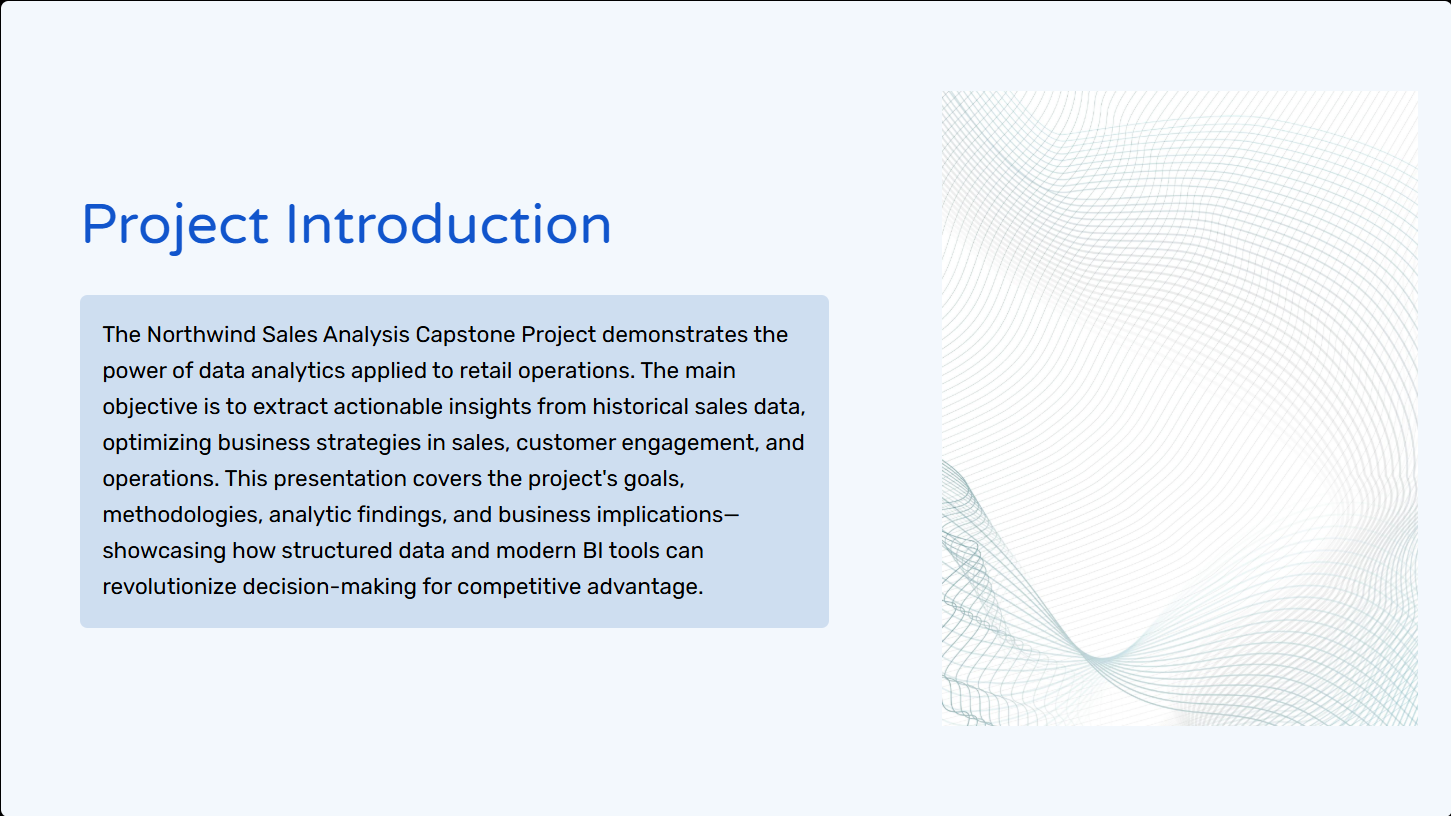 Project Introduction
The Northwind Sales Analysis Capstone Project demonstrates the
power of data analytics applied to retail operations. The main
objective is to extract actionable insights from historical sales data,
optimizing business strategies in sales, customer engagement, and
operations. This presentation covers the project's goals,
methodologies, analytic findings, and business implications—
showcasing how structured data and modern BI tools can
revolutionize decision-making for competitive advantage.